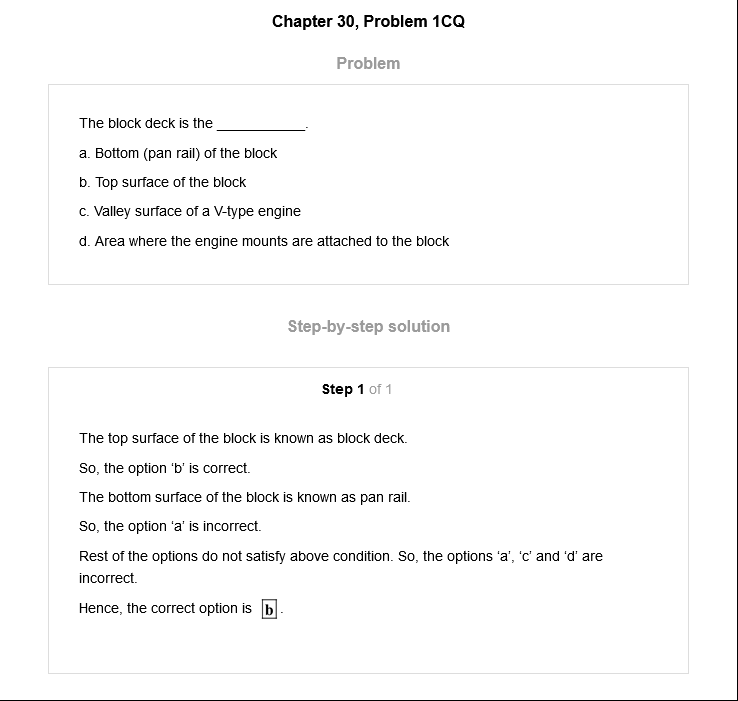 Chapter 30, Problem 1CQ
Problem
The block deck is the ___________.
a. Bottom (pan rail) of the block
b. Top surface of the block
c. Valley surface of a V-type engine
d. Area where the engine mounts are attached to the block
Step-by-step solution
Step 1 of 1
The top surface of the block is known as block deck.
So, the option ‘b’ is correct.
The bottom surface of the block is known as pan rail.
So, the option ‘a’ is incorrect.
Rest of the options do not satisfy above condition. So, the options ‘a’, ‘c’ and ‘d’ are
incorrect.
Hence, the correct option is b.